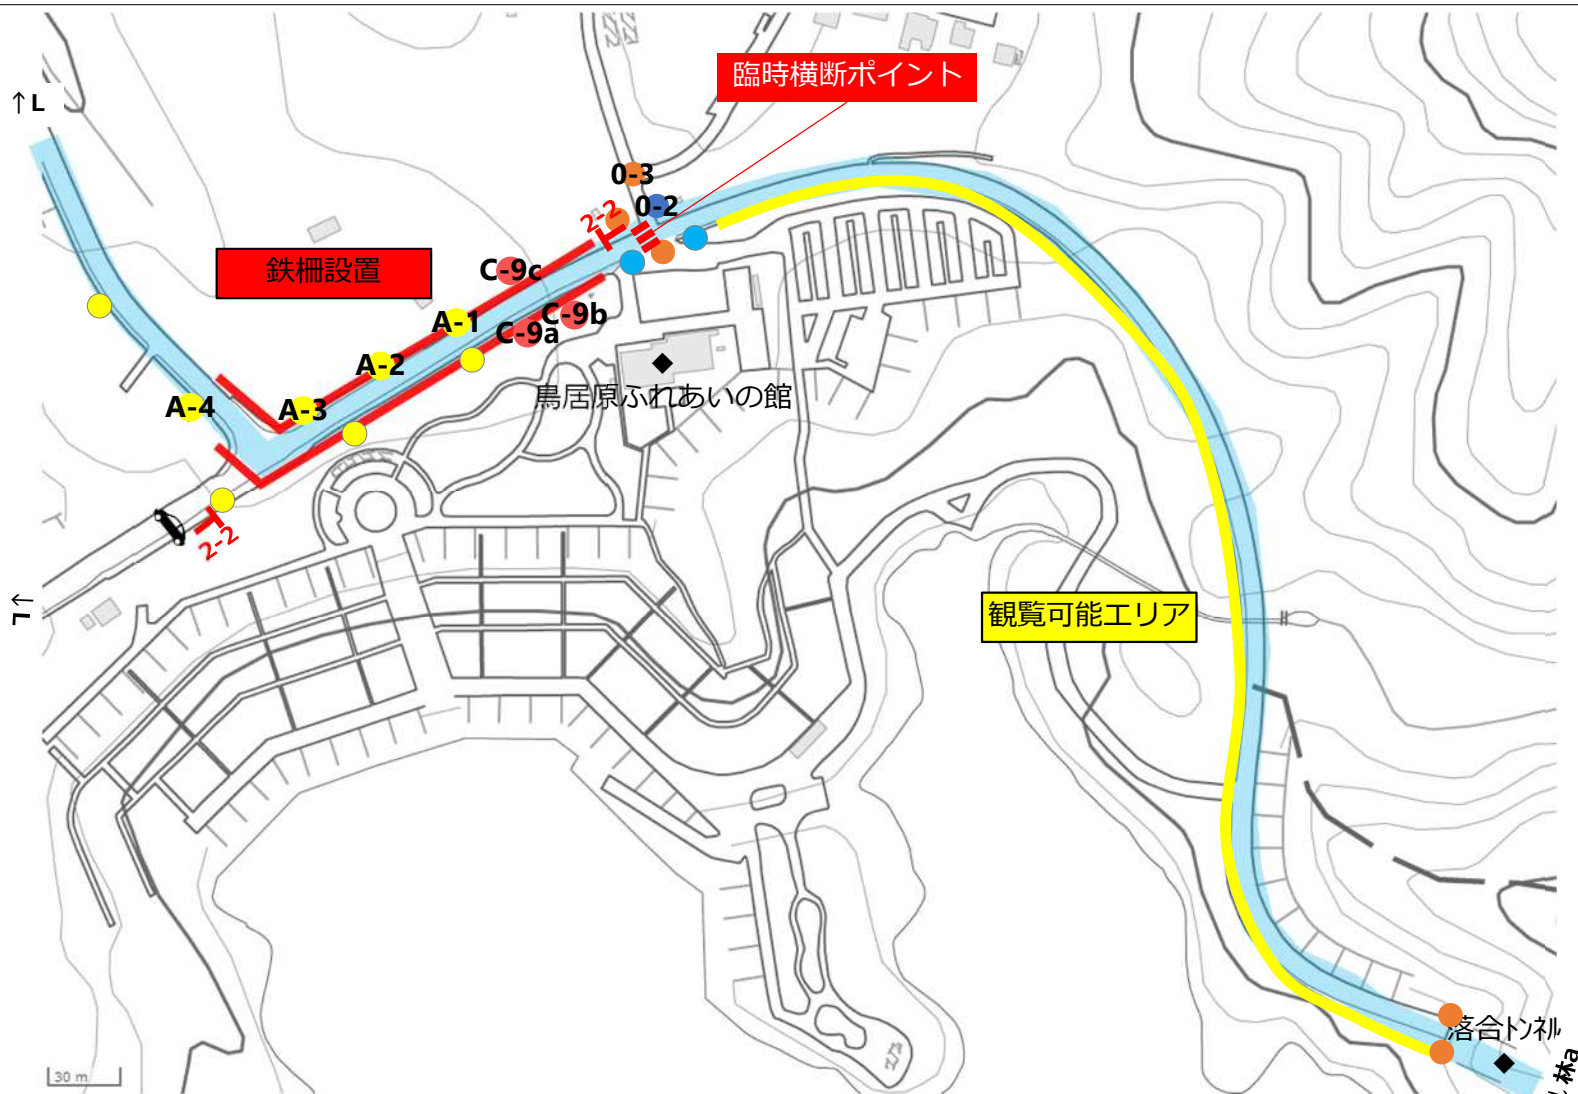 臨時横断ポイント
↑L
0-3
0-2
2-2
鉄柵設置
C-9c
A-1
C-9b
C-9a
A-2
鳥居原ふれあいの館
A-4
A-3
2-2
↑L
観覧可能エリア
落合トンネル
林a
30 m